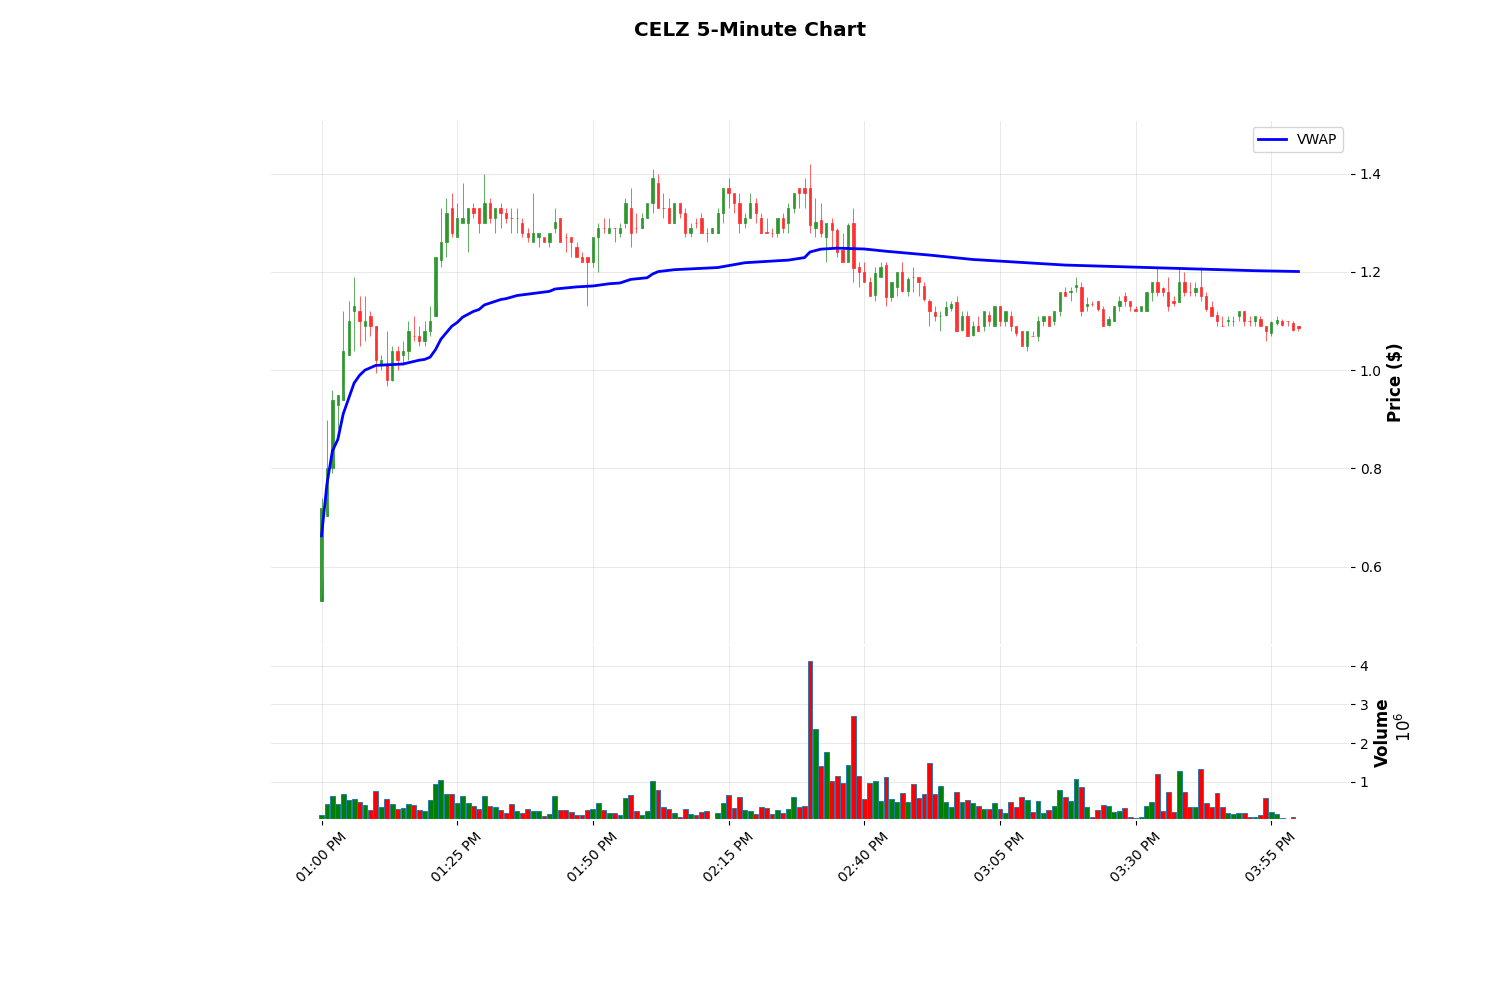 CELZ 5-Minute Chart
VWAP
1.4
1.2
1.0
0.8
0.6
Price ($)
4
3
2
1
Volume
10⁶
01:00 PM
01:25 PM
01:50 PM
02:15 PM
02:40 PM
03:05 PM
03:30 PM
03:55 PM